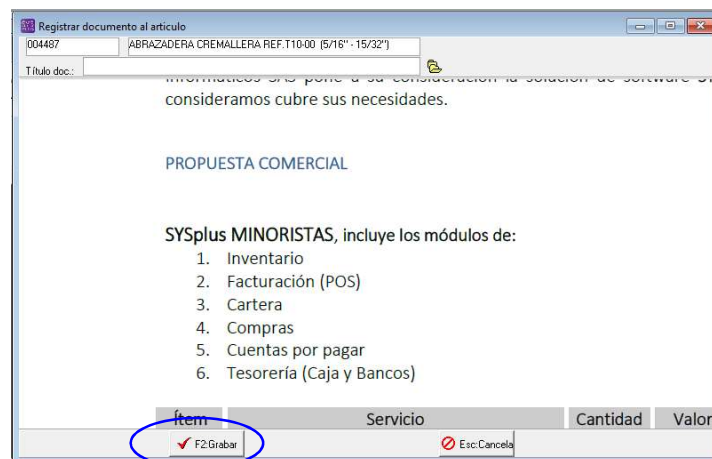 Registrar documento al articulo
004487 ABRAZADERA CREMALLERA REF.T10-00 (5/16" - 15/32")
Título doc.:
consideramos cubre sus necesidades.
PROPUESTA COMERCIAL
SYSplus MINORISTAS, incluye los módulos de:
1. Inventario
2. Facturación (POS)
3. Cartera
4. Compras
5. Cuentas por pagar
6. Tesorería (Caja y Bancos)
Ítem Servicio Cantidad Valor
F2:Grabar Esc:Cancela